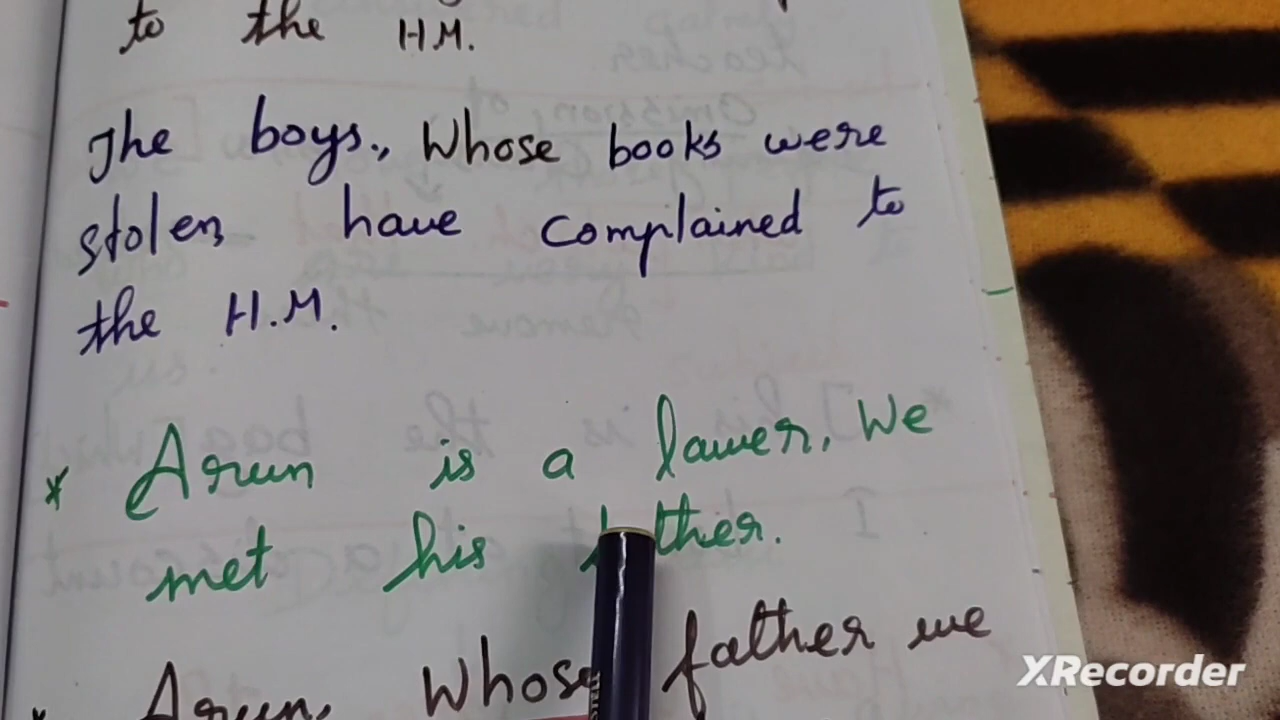 to the H.M.
The boys., Whose books were
stolen, have complained to
the H.M.
* Arun is a lawer. We
met his father.
* Arun, Whose father we
XRecorder